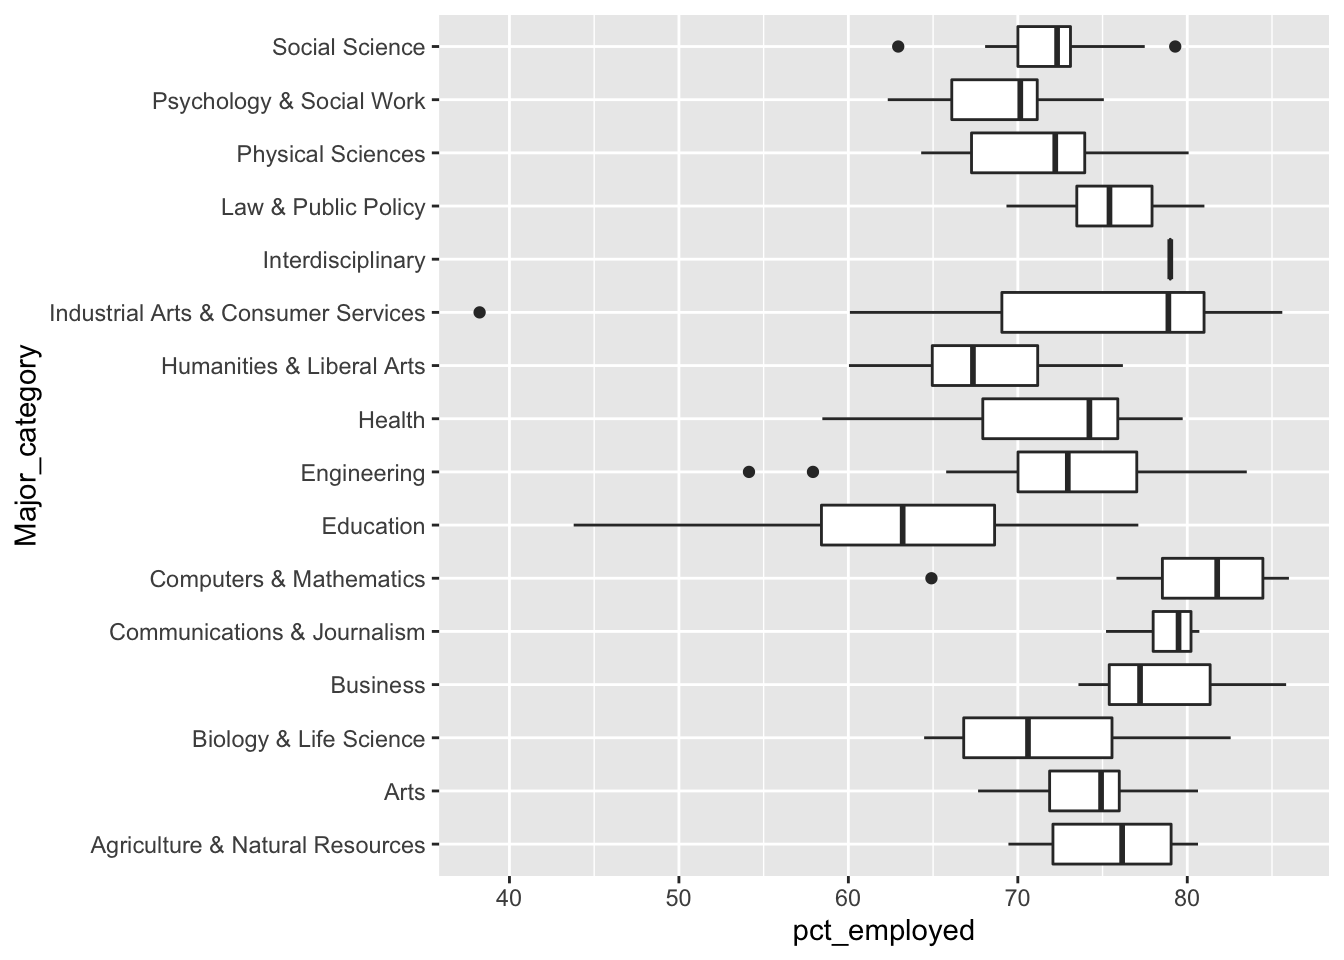 Social Science
Psychology & Social Work
Physical Sciences
Law & Public Policy
Interdisciplinary
Industrial Arts & Consumer Services
Humanities & Liberal Arts
Health
Engineering
Education
Computers & Mathematics
Communications & Journalism
Business
Biology & Life Science
Arts
Agriculture & Natural Resources
Major_category
40 50 60 70 80
pct_employed